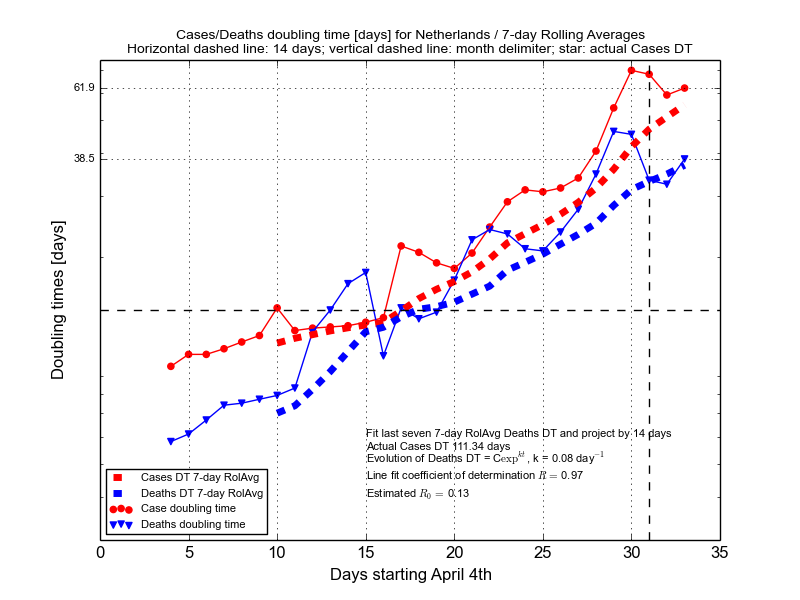 Cases/Deaths doubling time [days] for Netherlands / 7-day Rolling Averages
Horizontal dashed line: 14 days; vertical dashed line: month delimiter; star: actual Cases DT
61.9
38.5
Doubling times [days]
Fit last seven 7-day RolAvg Deaths DT and project by 14 days
Actual Cases DT 111.34 days
Evolution of Deaths DT = Cexp^{kt}, k = 0.08 day^{-1}
Line fit coefficient of determination R = 0.97
Estimated R_0 = 0.13
Cases DT 7-day RolAvg
Deaths DT 7-day RolAvg
Case doubling time
Deaths doubling time
0 5 10 15 20 25 30 35
Days starting April 4th